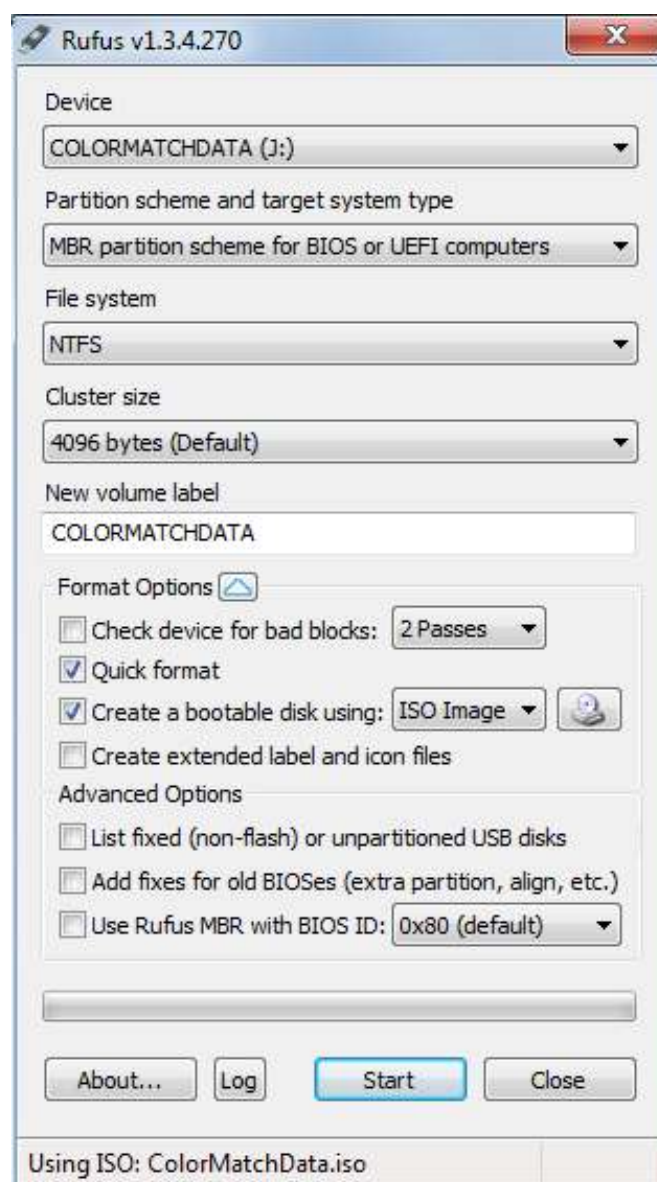 Rufus v1.3.4.270
Device
COLORMATCHDATA (J:)
Partition scheme and target system type
MBR partition scheme for BIOS or UEFI computers
File system
NTFS
Cluster size
4096 bytes (Default)
New volume label
COLORMATCHDATA
Format Options
Check device for bad blocks: 2 Passes
Quick format
Create a bootable disk using: ISO Image
Create extended label and icon files
Advanced Options
List fixed (non-flash) or unpartitioned USB disks
Add fixes for old BIOSes (extra partition, align, etc.)
Use Rufus MBR with BIOS ID: 0x80 (default)
About... Log Start Close
Using ISO: ColorMatchData.iso